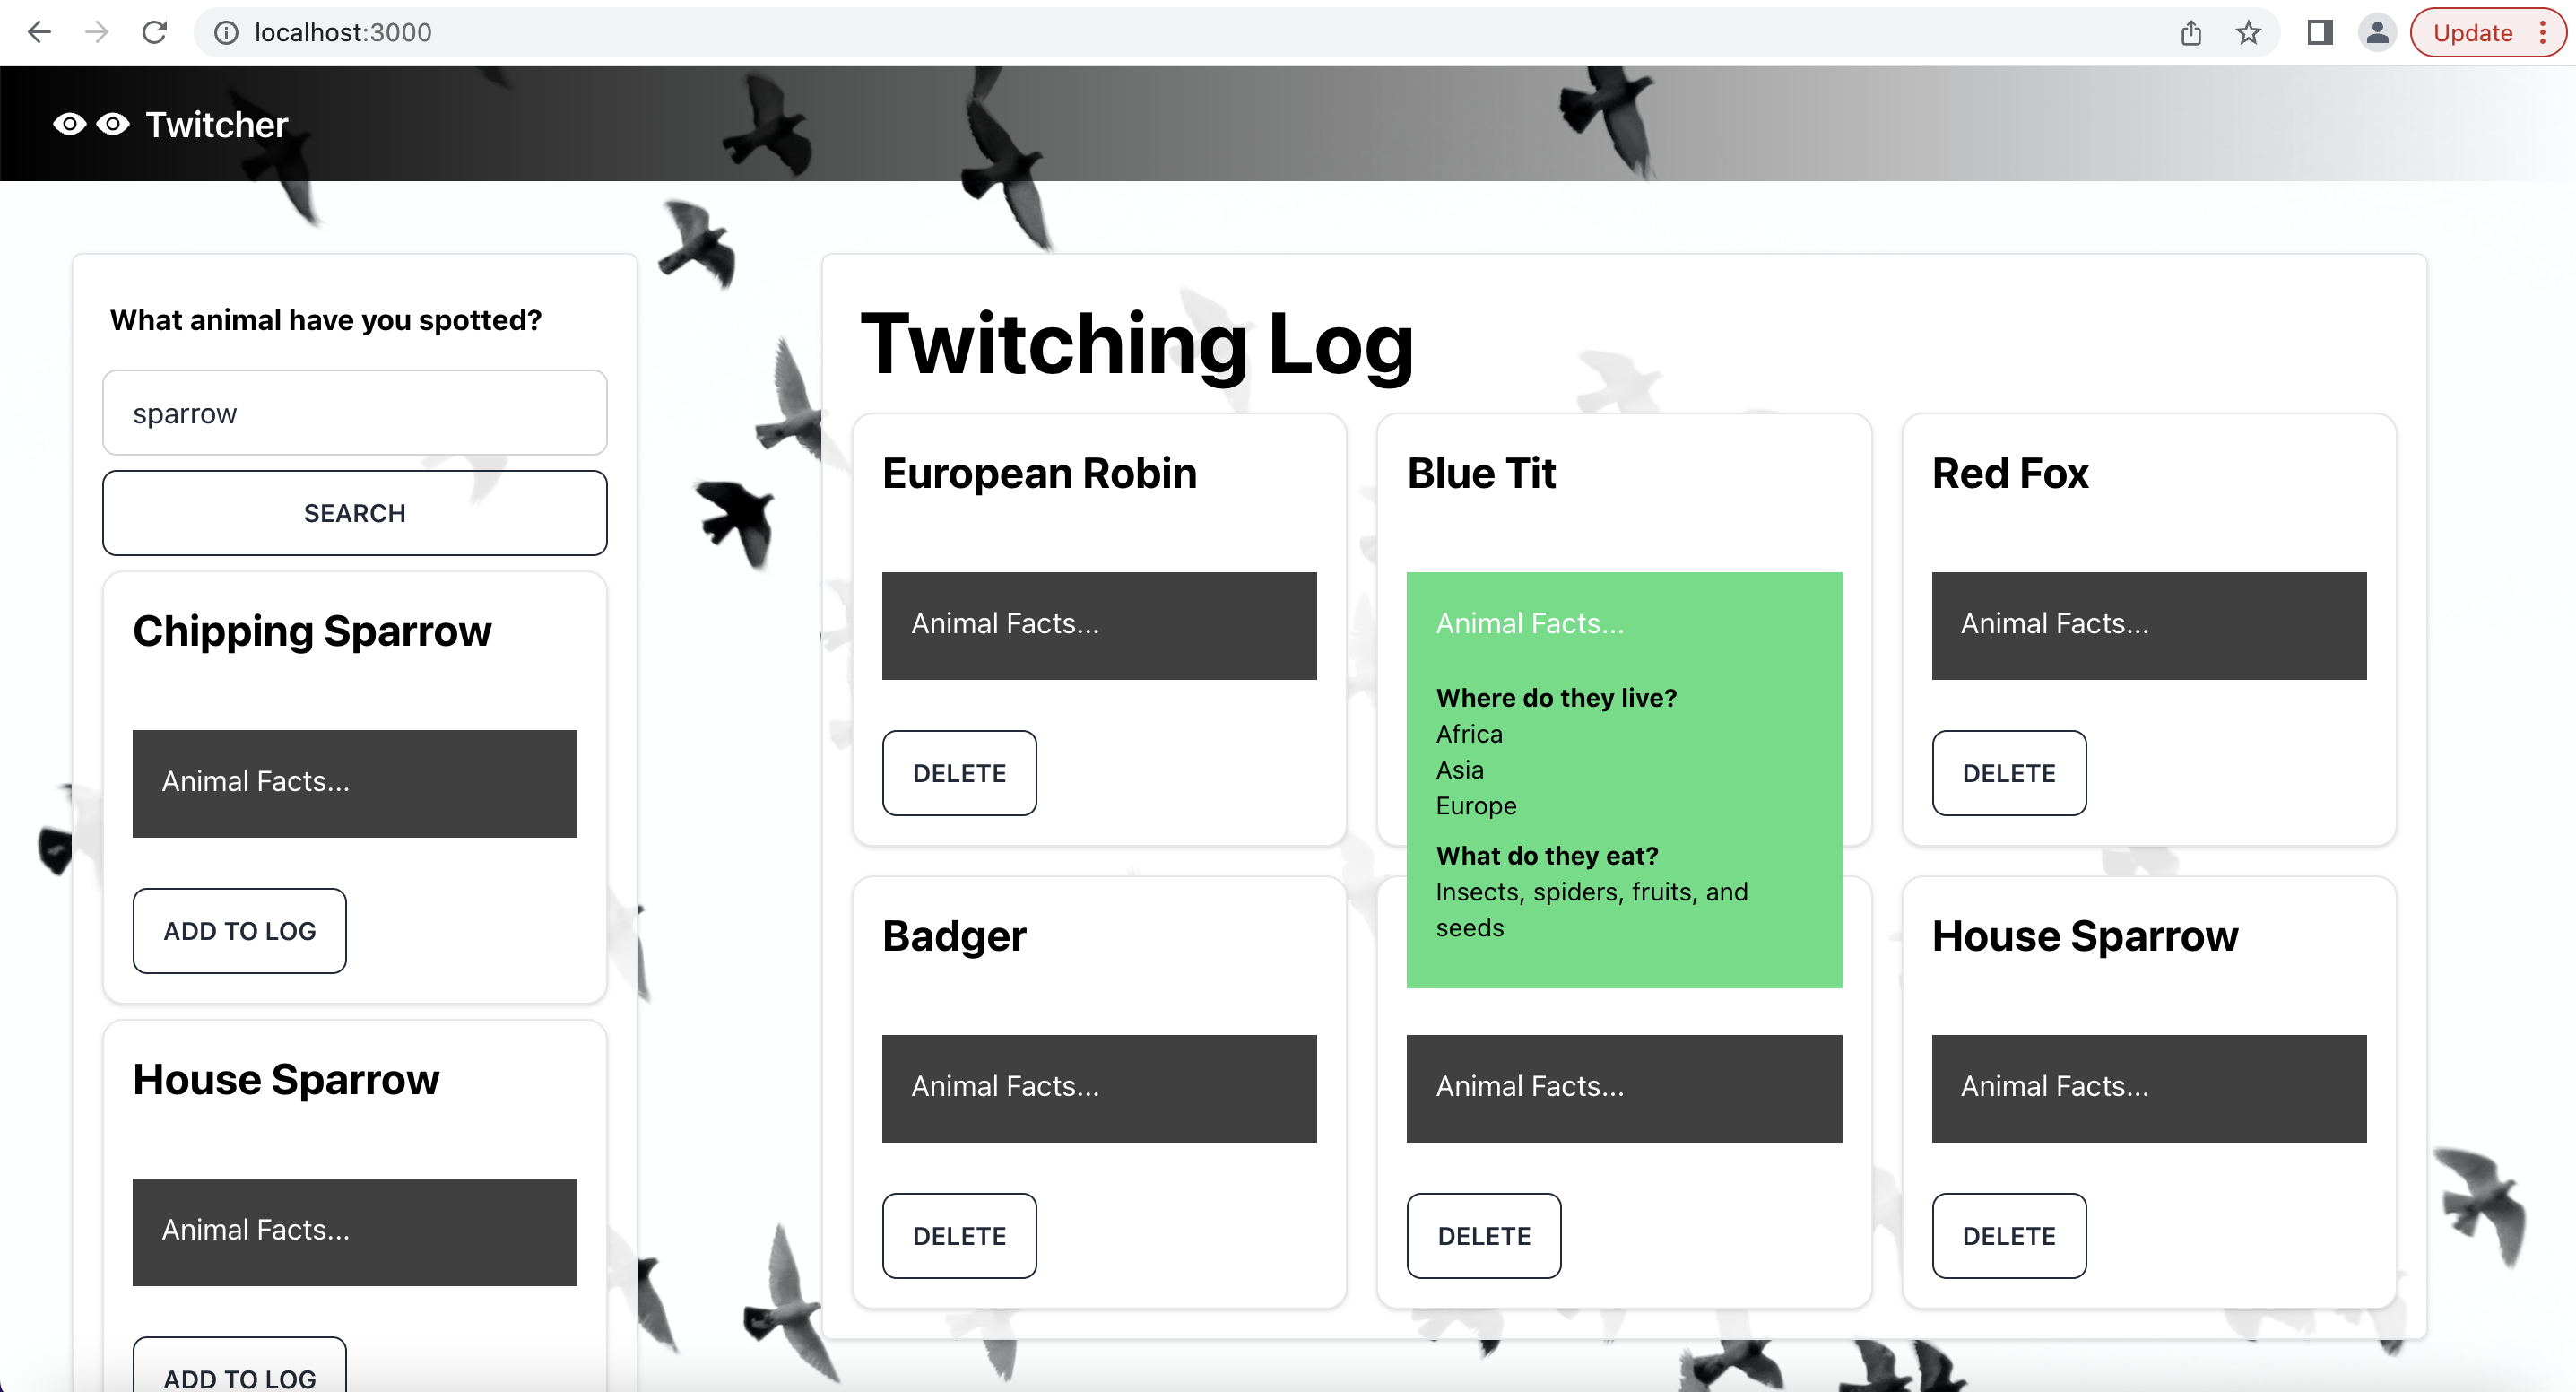 localhost:3000
Update
Twitcher
What animal have you spotted?
sparrow
SEARCH
Chipping Sparrow
Animal Facts...
ADD TO LOG
House Sparrow
Animal Facts...
ADD TO LOG
Twitching Log
European Robin
Animal Facts...
DELETE
Blue Tit
Animal Facts...
Where do they live?
Africa
Asia
Europe
What do they eat?
Insects, spiders, fruits, and
seeds
Red Fox
Animal Facts...
DELETE
Badger
Animal Facts...
DELETE
Animal Facts...
DELETE
House Sparrow
Animal Facts...
DELETE